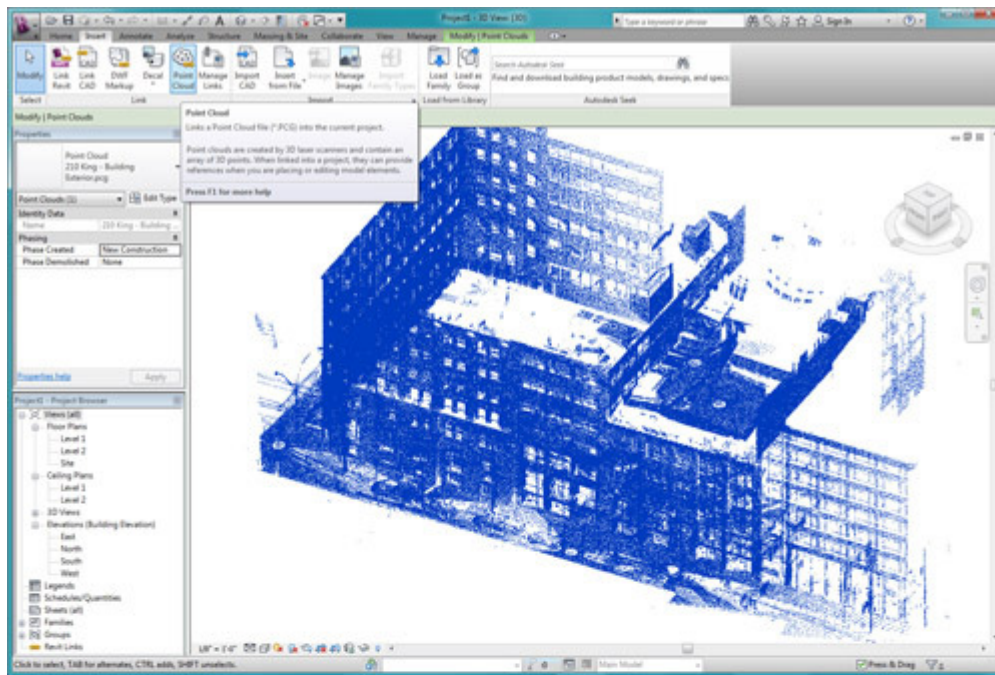 Project1 - 3D View: {3D}
Type a keyword or phrase
Sign In
Home Insert Annotate Analyze Structure Massing & Site Collaborate View Manage Modify | Point Clouds
Modify
Link Revit
Link CAD
DWF Markup
Decal
Point Cloud
Manage Links
Import CAD
Insert from File
Image
Manage Images
Import Family Types
Load Family
Load as Group
Search Autodesk Seek
Find and download building product models, drawings, and specs
Select Link Import Load from Library Autodesk Seek
Modify | Point Clouds
Point Cloud
Links a Point Cloud file (*.PCG) into the current project.
Point clouds are created by 3D laser scanners and contain an
array of 3D points. When linked into a project, they can provide
references when you are placing or editing model elements.
Press F1 for more help
Properties
Point Cloud
210 King - Building
Exterior.pcg
Point Clouds (1) Edit Type
Identity Data
Name 210 King - Building ...
Phasing
Phase Created New Construction
Phase Demolished None
Properties help Apply
Project1 - Project Browser
Views (all)
Floor Plans
Level 1
Level 2
Site
Ceiling Plans
Level 1
Level 2
3D Views
Elevations (Building Elevation)
East
North
South
West
Legends
Schedules/Quantities
Sheets (all)
Families
Groups
Revit Links
1/8" = 1'-0"
Click to select, TAB for alternates, CTRL adds, SHIFT unselects.
Main Model
Press & Drag